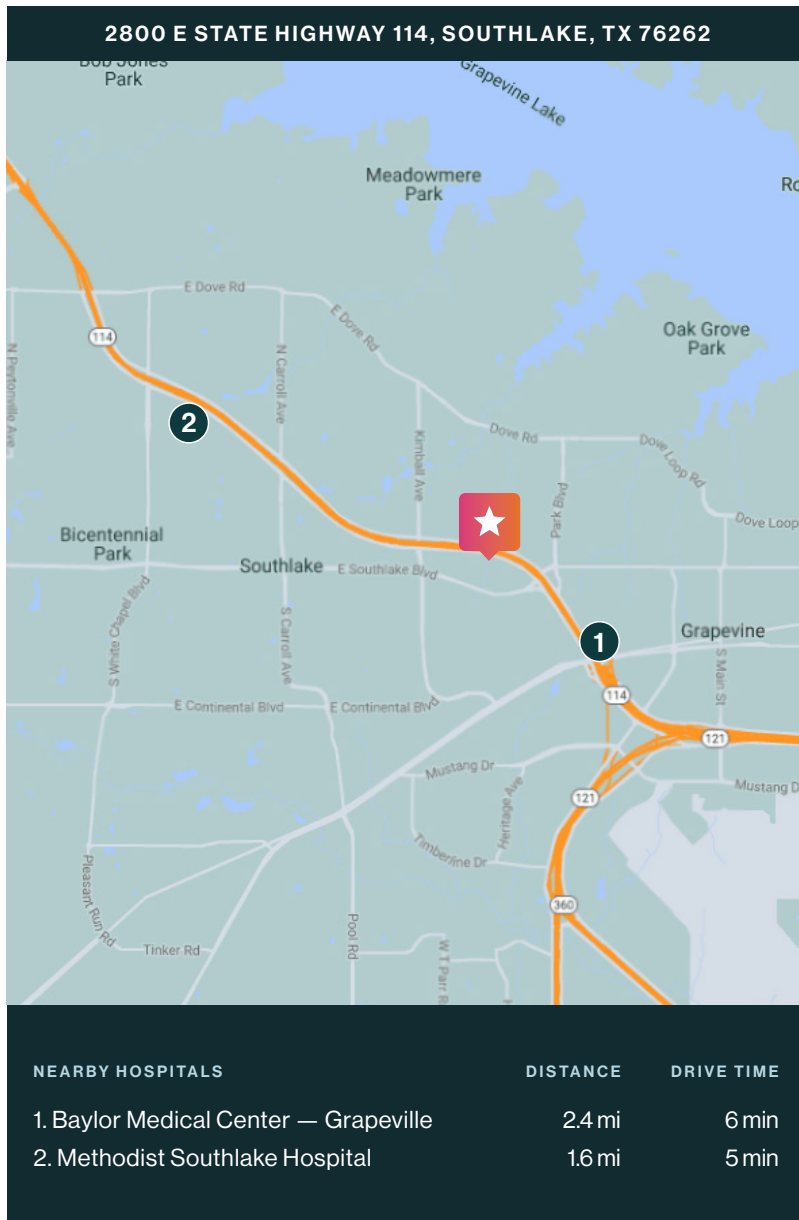 2800 E STATE HIGHWAY 114, SOUTHLAKE, TX 76262
Bob Jones
Park
Grapevine Lake
Meadowmere
Park
Ro
E Dove Rd
E Dove Rd
114
Oak Grove
Park
N Peytonville Ave
N Carroll Ave
2
Kimball Ave
Dove Rd
Dove Loop Rd
Park Blvd
Dove Loop
Bicentennial
Park
Southlake
E Southlake Blvd
S White Chapel Blvd
S Carroll Ave
1
Grapevine
S Main St
114
E Continental Blvd
E Continental Blvd
121
Mustang Dr
Mustang D
121
Heritage Ave
Timberline Dr
Pleasant Run Rd
360
Tinker Rd
Pool Rd
W T Parr R
NEARBY HOSPITALS DISTANCE DRIVE TIME
1. Baylor Medical Center — Grapeville 2.4 mi 6 min
2. Methodist Southlake Hospital 1.6 mi 5 min